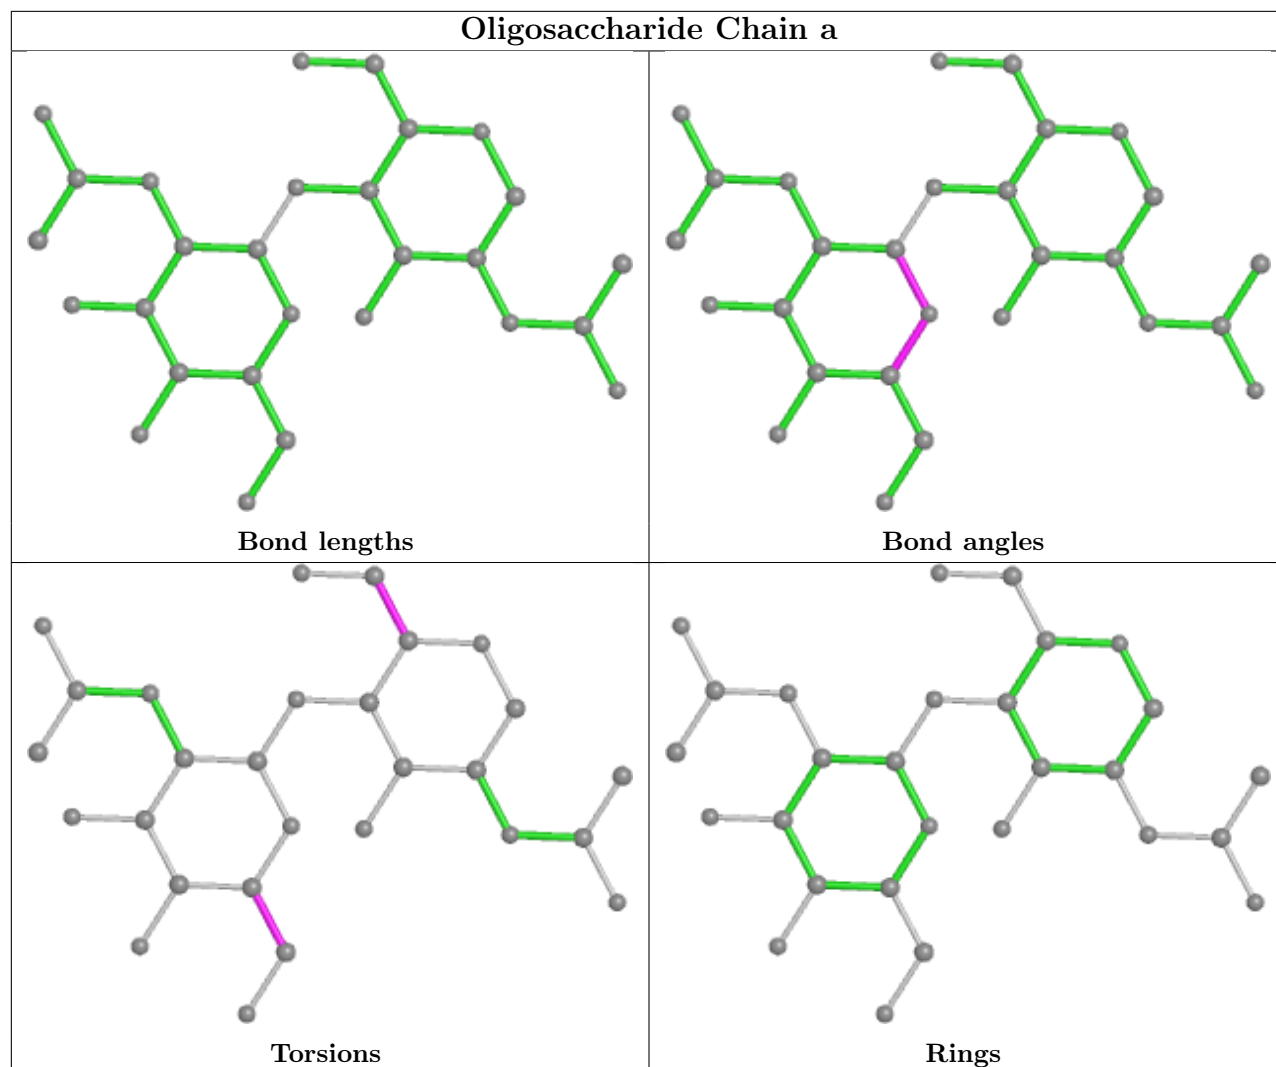 Oligosaccharide Chain a
Bond lengths
Bond angles
Torsions
Rings